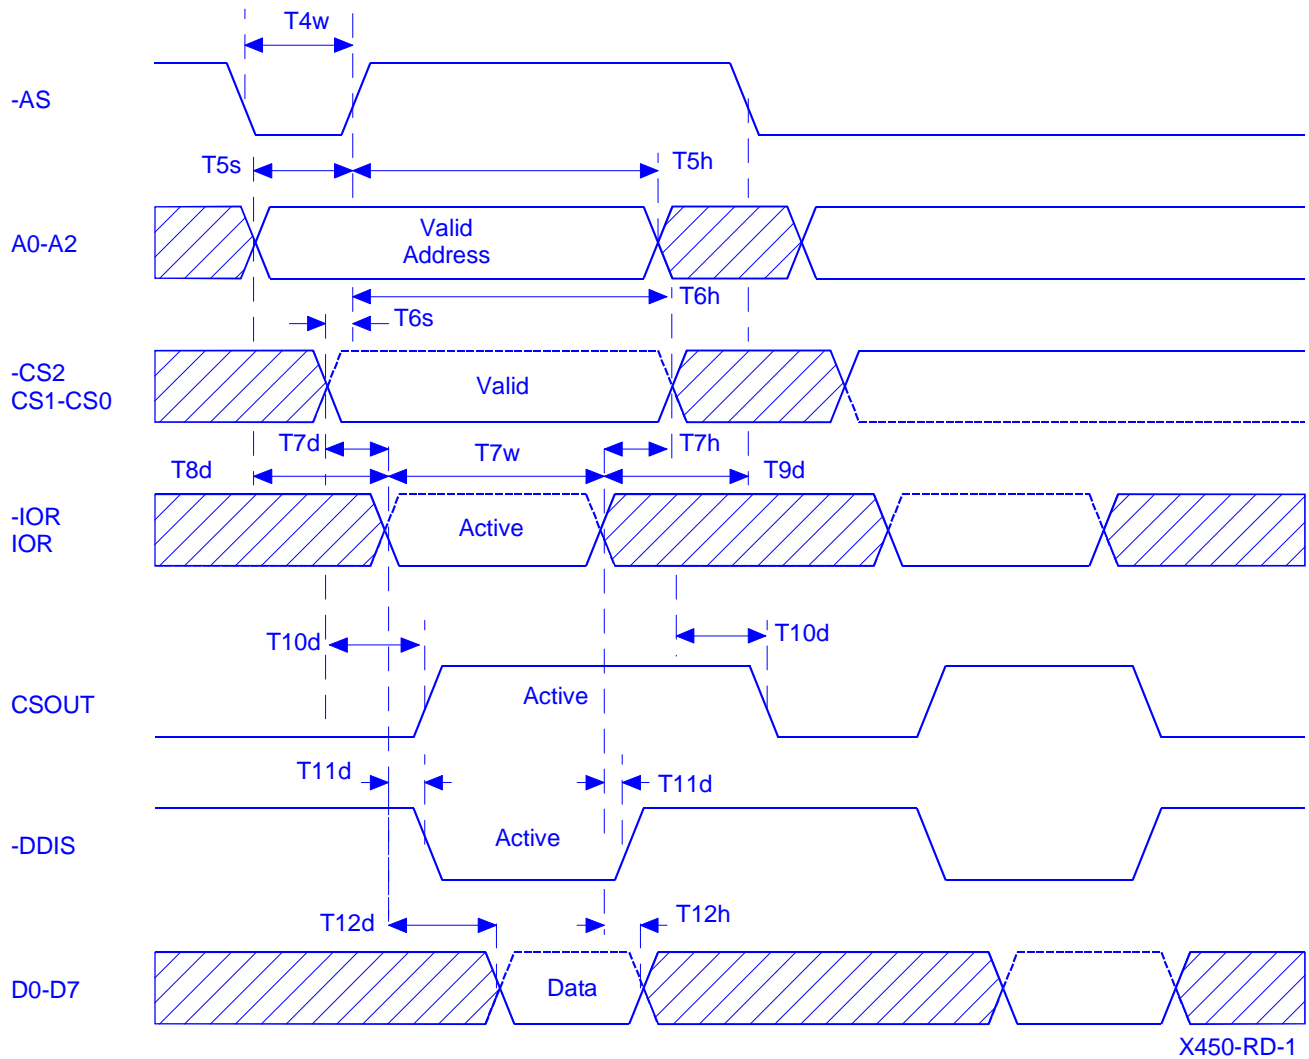 T4w
-AS
T5s
T5h
A0-A2
Valid
Address
T6h
T6s
-CS2
CS1-CS0
Valid
T7d
T7w
T7h
T8d
T9d
-IOR
IOR
Active
T10d
T10d
CSOUT
Active
T11d
T11d
-DDIS
Active
T12d
T12h
D0-D7
Data
X450-RD-1